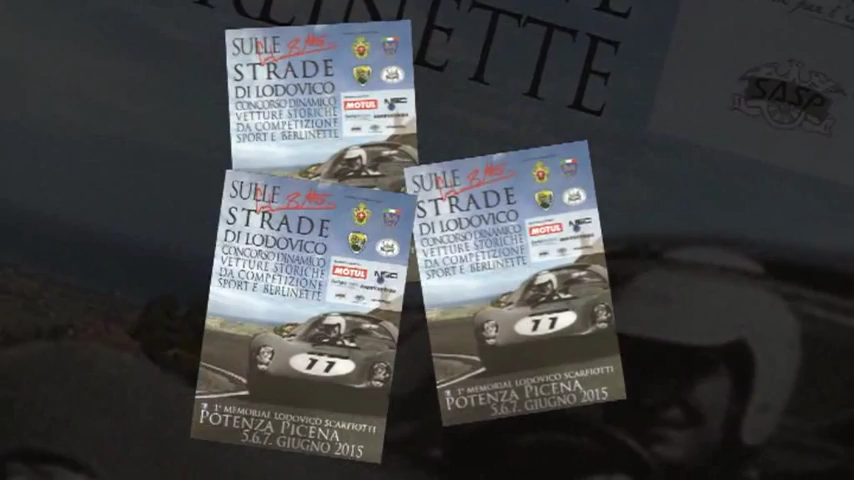 BERLINETTE
SASP
SULLE
STRADE
DI LODOVICO
CONCORSO DINAMICO
VETTURE STORICHE
DA COMPETIZIONE
SPORT E BERLINETTE
MOTUL
SULLE
STRADE
DI LODOVICO
CONCORSO DINAMICO
VETTURE STORICHE
DA COMPETIZIONE
SPORT E BERLINETTE
MOTUL
11
1° MEMORIAL LODOVICO SCARFIOTTI
POTENZA PICENA
5.6.7. GIUGNO 2015
SULLE
STRADE
DI LODOVICO
CONCORSO DINAMICO
VETTURE STORICHE
DA COMPETIZIONE
SPORT E BERLINETTE
MOTUL
11
1° MEMORIAL LODOVICO SCARFIOTTI
POTENZA PICENA
5.6.7. GIUGNO 2015